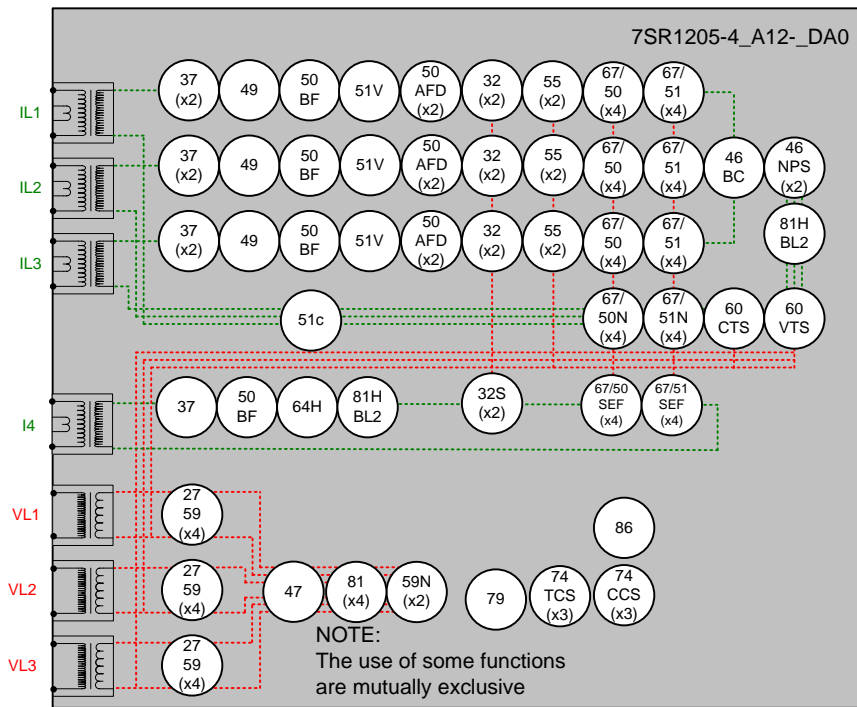 7SR1205-4_A12-_DA0
IL1
37
(x2)
49
50
BF
51V
50
AFD
(x2)
32
(x2)
55
(x2)
67/
50
(x4)
67/
51
(x4)
IL2
37
(x2)
49
50
BF
51V
50
AFD
(x2)
32
(x2)
55
(x2)
67/
50
(x4)
67/
51
(x4)
46
BC
46
NPS
(x2)
IL3
37
(x2)
49
50
BF
51V
50
AFD
(x2)
32
(x2)
55
(x2)
67/
50
(x4)
67/
51
(x4)
81H
BL2
51c
67/
50N
(x4)
67/
51N
(x4)
60
CTS
60
VTS
I4
37
50
BF
64H
81H
BL2
32S
(x2)
67/50
SEF
(x4)
67/51
SEF
(x4)
VL1
27
59
(x4)
86
VL2
27
59
(x4)
47
81
(x4)
59N
(x2)
79
74
TCS
(x3)
74
CCS
(x3)
VL3
27
59
(x4)
NOTE:
The use of some functions
are mutually exclusive